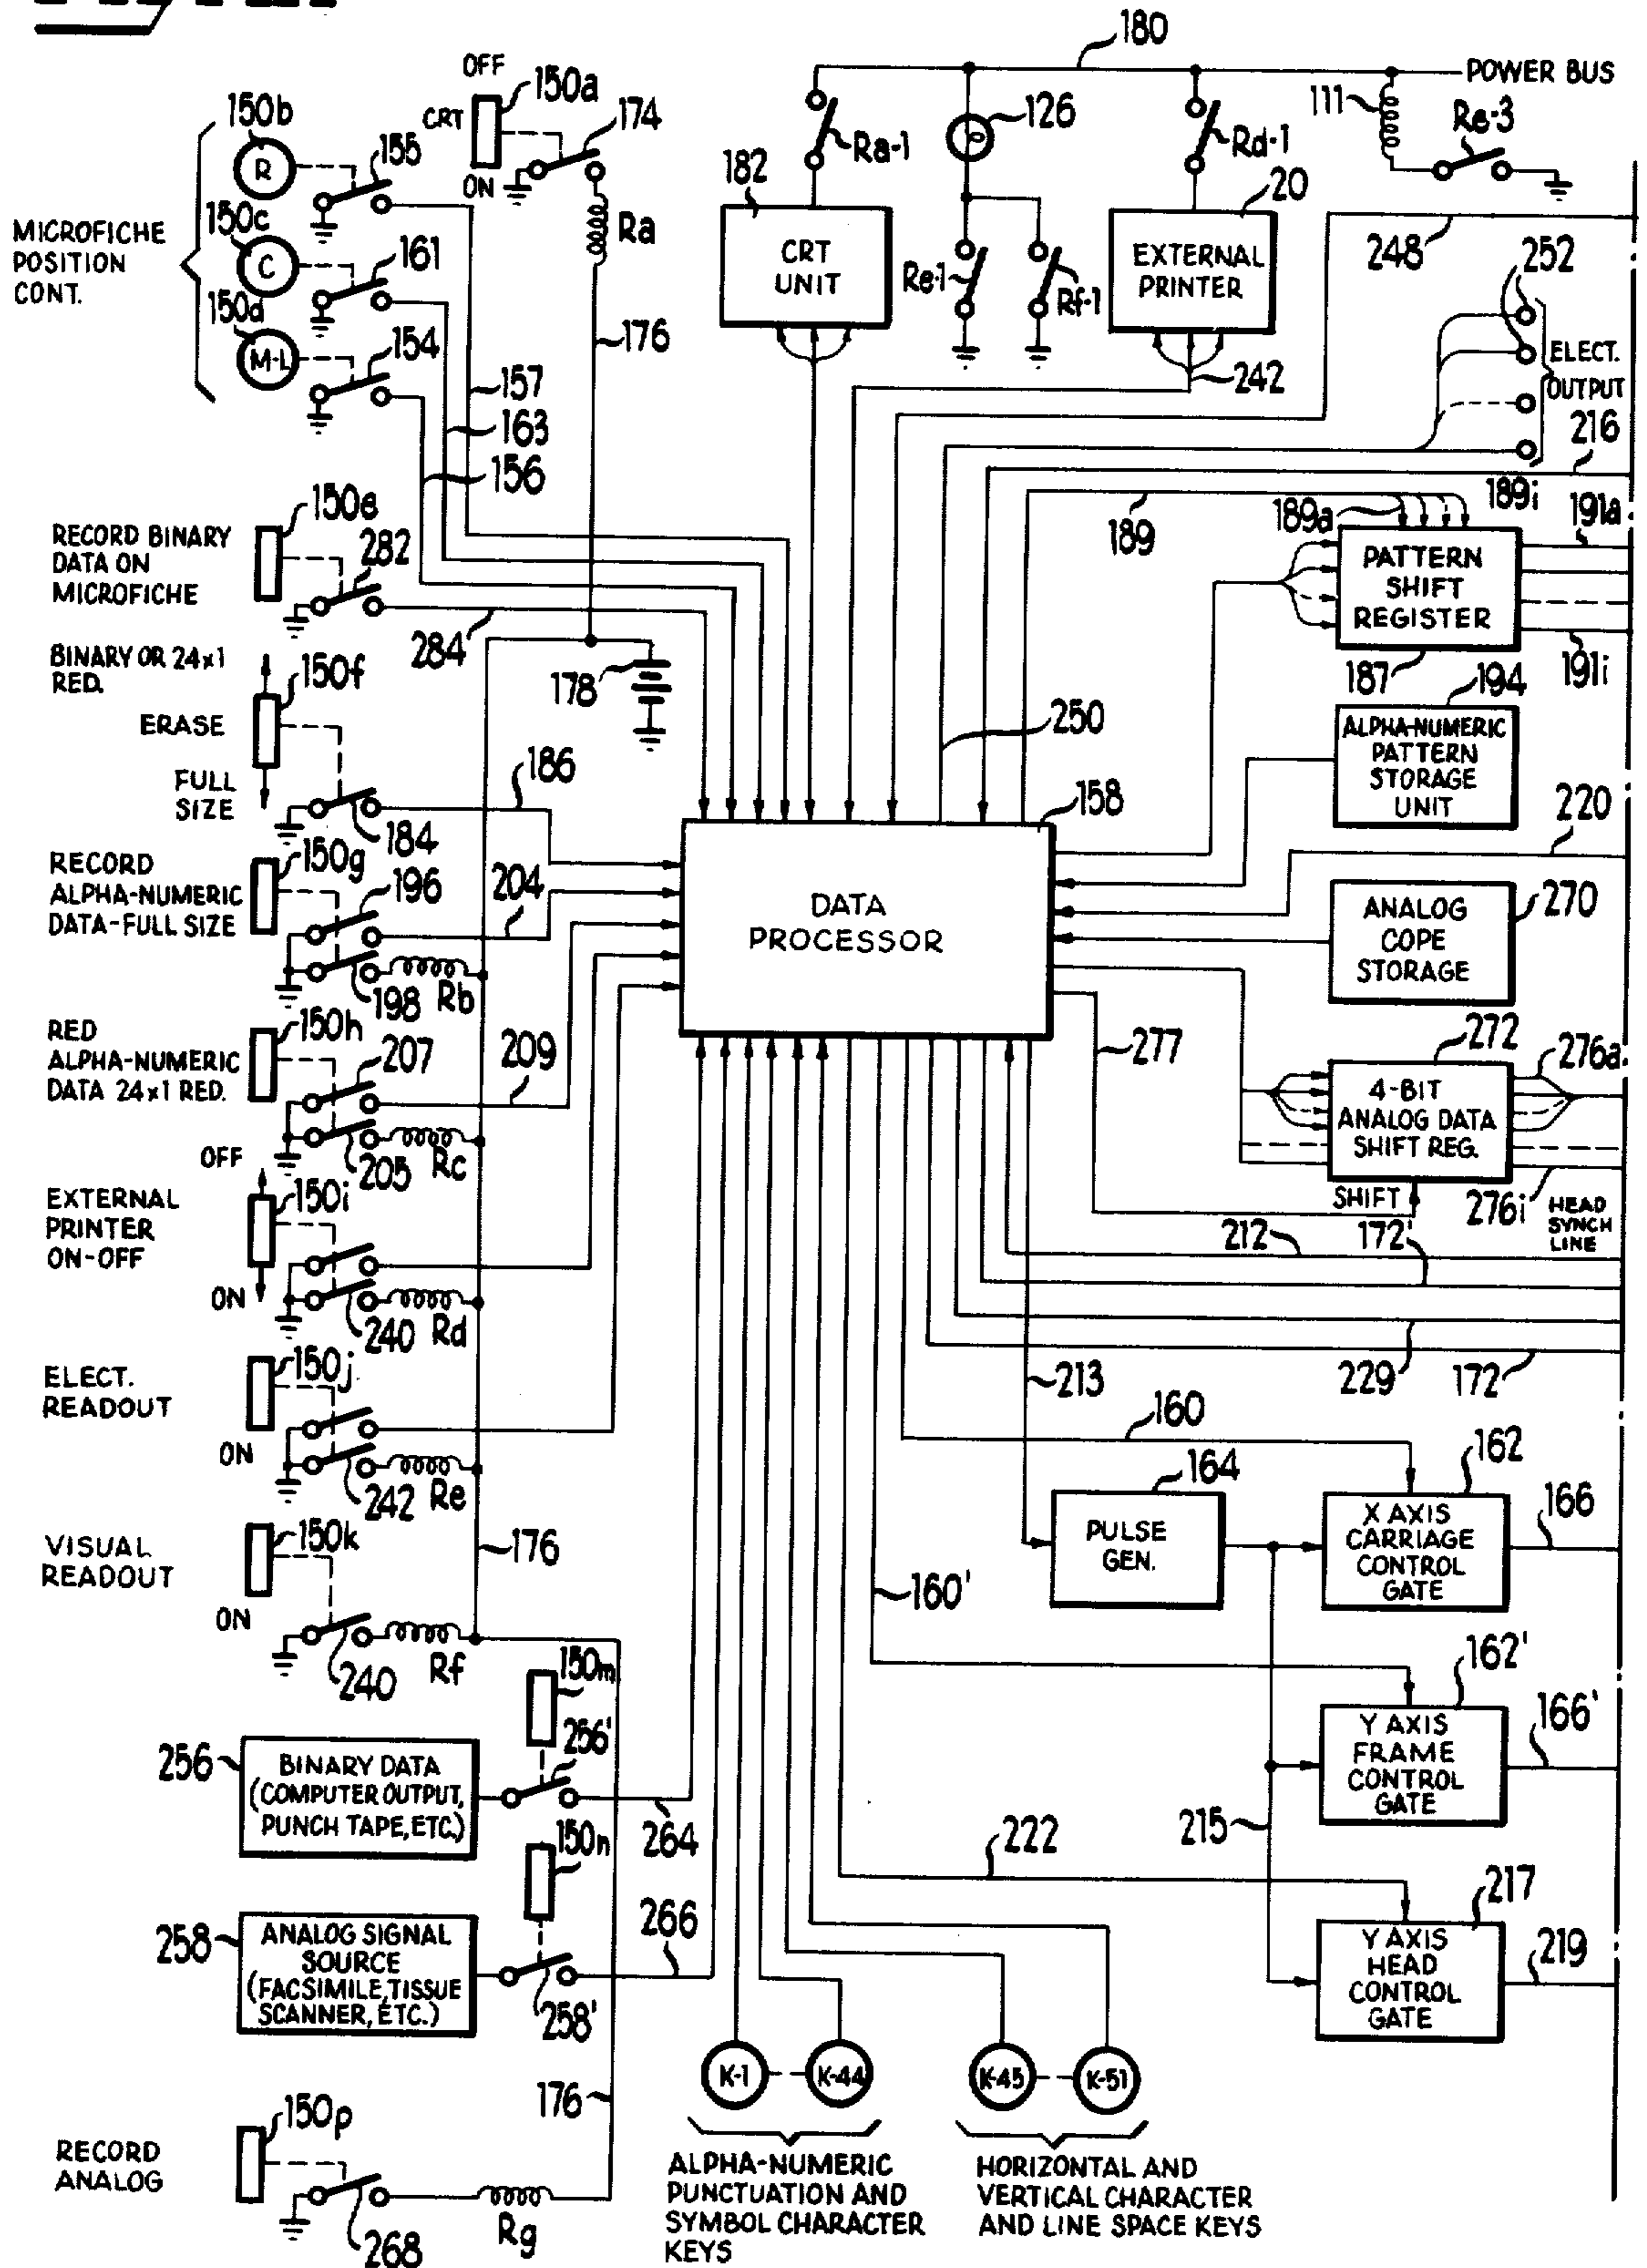 180
POWER BUS
OFF
150a
CRT
ON
174
150b
R
155
MICROFICHE
POSITION
CONT.
150c
C
161
150d
M-L
154
157
163
156
Ra
176
182
CRT
UNIT
Ra-1
126
Re-1
Rf-1
Rd-1
20
EXTERNAL
PRINTER
111
Re-3
248
252
ELECT.
OUTPUT
242
216
RECORD BINARY
DATA ON
MICROFICHE
150e
282
284
189
189a
189i
191a
PATTERN
SHIFT
REGISTER
187
191i
BINARY OR 24x1
RED.
150f
ERASE
FULL
SIZE
184
186
178
250
158
194
ALPHA-NUMERIC
PATTERN
STORAGE
UNIT
220
RECORD
ALPHA-NUMERIC
DATA-FULL SIZE
150g
196
204
198
Rb
DATA
PROCESSOR
ANALOG
COPE
STORAGE
270
RED
ALPHA-NUMERIC
DATA 24x1 RED.
150h
207
209
205
Rc
277
272
276a
4-BIT
ANALOG DATA
SHIFT REG.
SHIFT
276i
HEAD
SYNCH
LINE
OFF
EXTERNAL
PRINTER
ON-OFF
150i
ON
240
Rd
212
172'
229
172
213
ELECT.
READOUT
150j
ON
242
Re
160
164
PULSE
GEN.
162
X AXIS
CARRIAGE
CONTROL
GATE
166
VISUAL
READOUT
150k
ON
240
Rf
176
160'
162'
Y AXIS
FRAME
CONTROL
GATE
166'
215
256
BINARY DATA
(COMPUTER OUTPUT,
PUNCH TAPE, ETC.)
150m
256'
264
222
217
Y AXIS
HEAD
CONTROL
GATE
219
258
ANALOG SIGNAL
SOURCE
(FACSIMILE, TISSUE
SCANNER, ETC.)
150n
258'
266
K-1
K-44
K-45
K-51
ALPHA-NUMERIC
PUNCTUATION AND
SYMBOL CHARACTER
KEYS
HORIZONTAL AND
VERTICAL CHARACTER
AND LINE SPACE KEYS
RECORD
ANALOG
150p
268
Rg
176